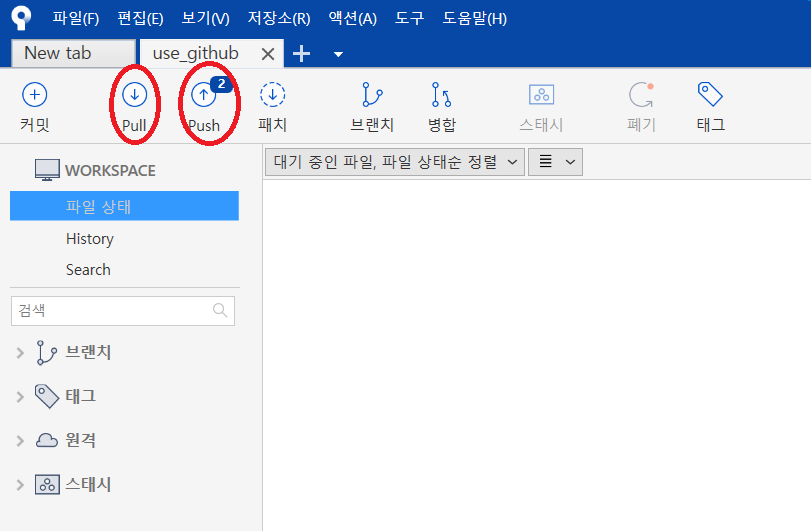 파일(F) 편집(E) 보기(V) 저장소(R) 액션(A) 도구 도움말(H)
New tab use_github
2
커밋 Pull Push 패치 브랜치 병합 스태시 폐기 태그
WORKSPACE
대기 중인 파일, 파일 상태순 정렬
파일 상태
History
Search
검색
브랜치
태그
원격
스태시